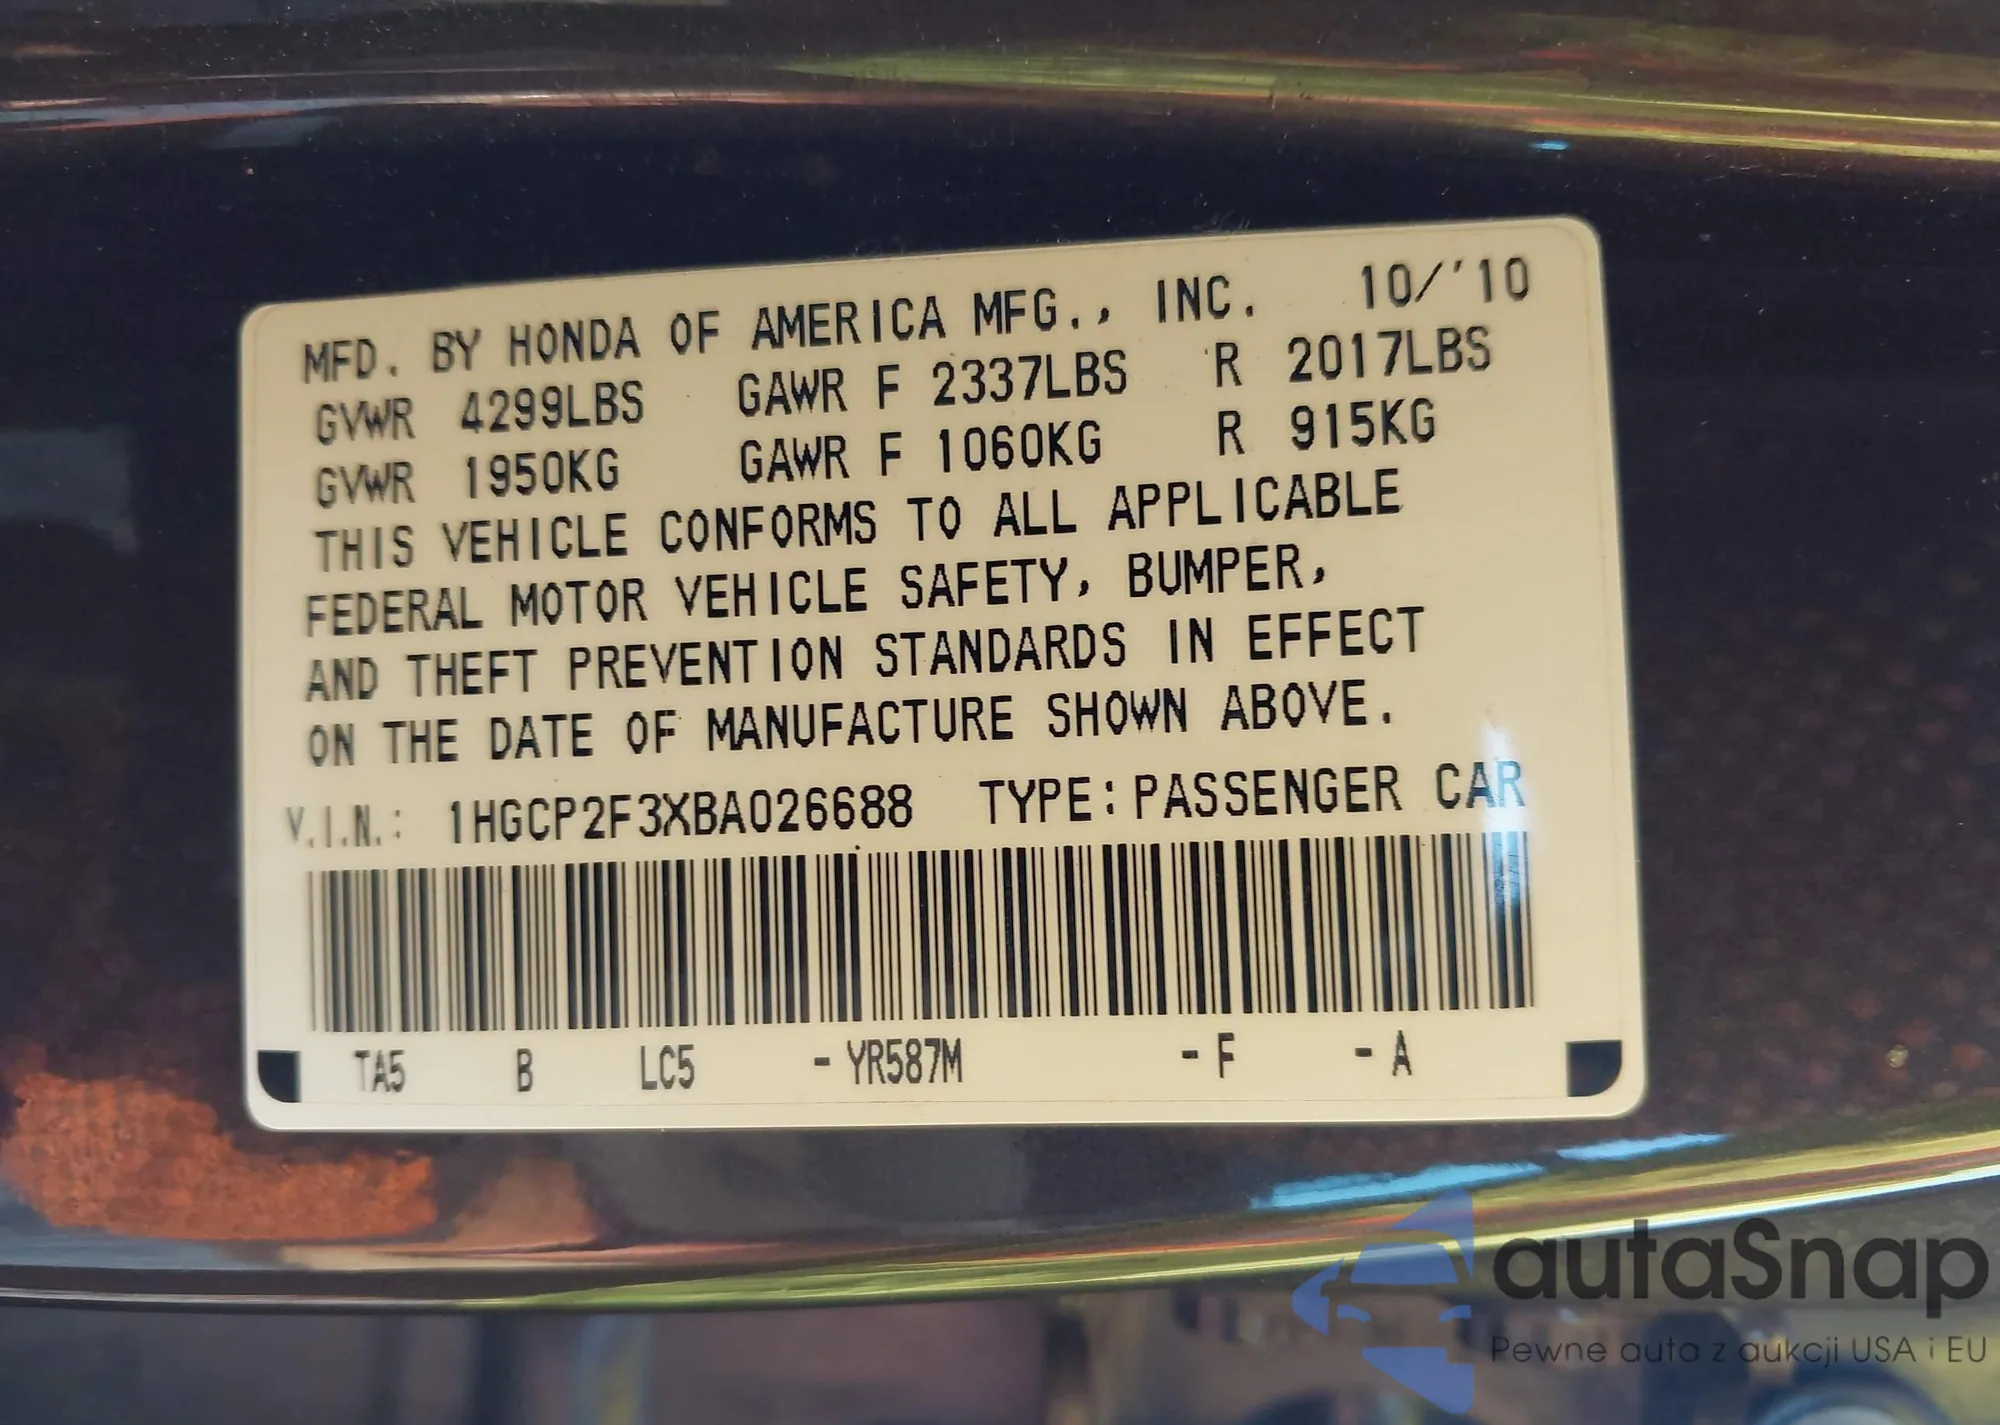 MFD. BY HONDA OF AMERICA MFG., INC. 10/'10
GVWR 4299LBS GAWR F 2337LBS R 2017LBS
GVWR 1950KG GAWR F 1060KG R 915KG
THIS VEHICLE CONFORMS TO ALL APPLICABLE
FEDERAL MOTOR VEHICLE SAFETY, BUMPER,
AND THEFT PREVENTION STANDARDS IN EFFECT
ON THE DATE OF MANUFACTURE SHOWN ABOVE.
V.I.N.: 1HGCP2F3XBA026688 TYPE:PASSENGER CAR
TA5 B LC5 - YR587M - F - A
autaSnap
Pewne auta z aukcji USA i EU